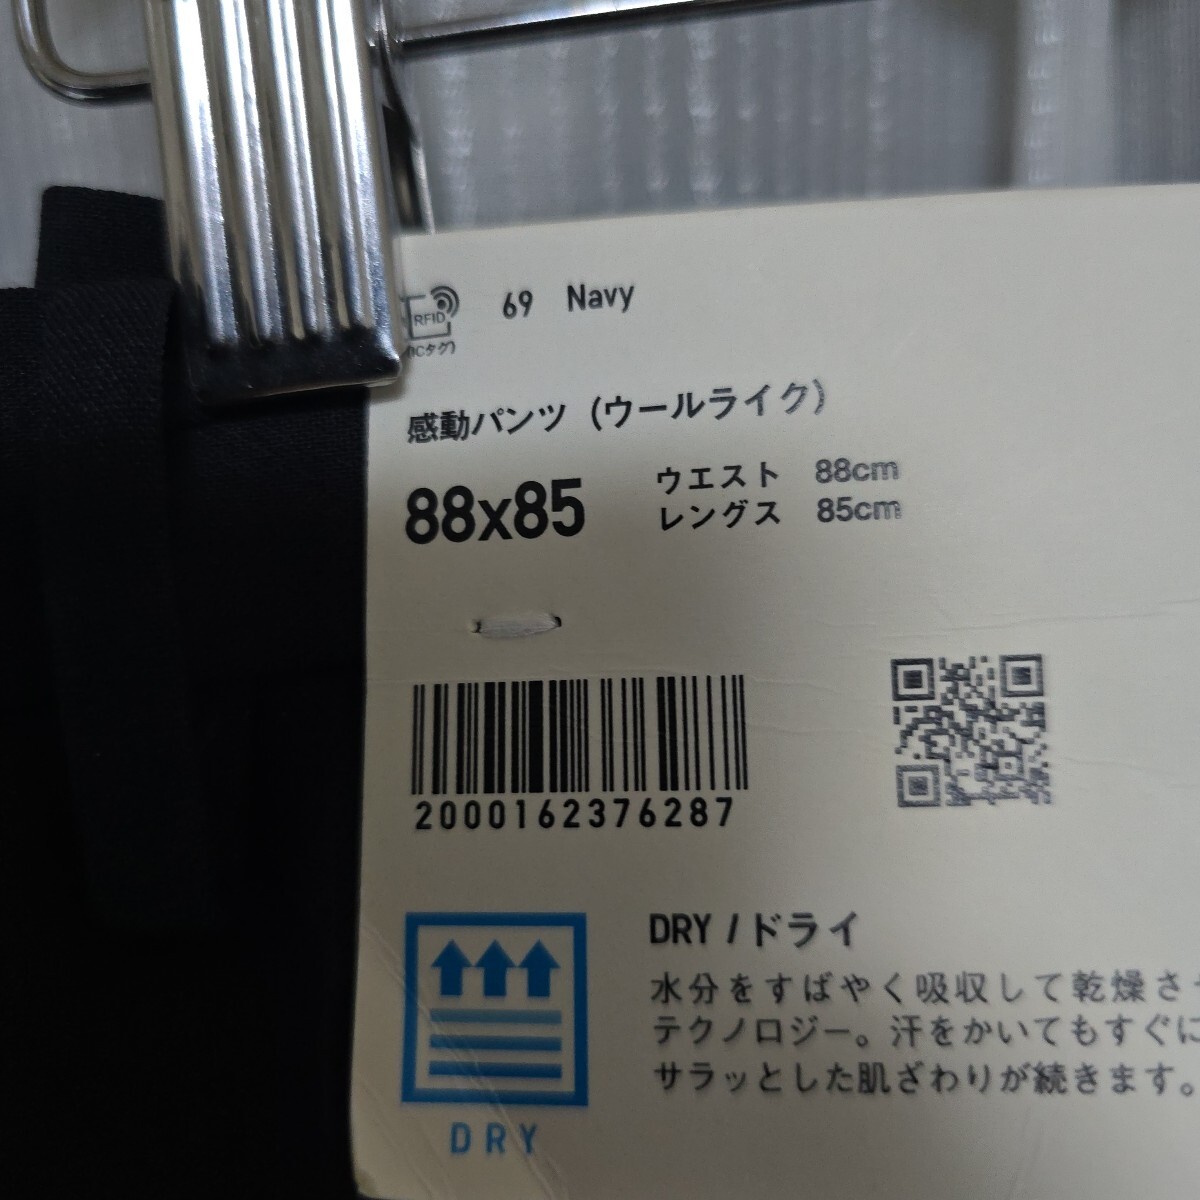 RFID
(ICタグ)
69 Navy
感動パンツ (ウールライク)
88x85
ウエスト 88cm
レングス 85cm
2000162376287
DRY
DRY / ドライ
水分をすばやく吸収して乾燥さ
テクノロジー。汗をかいてもすぐに
サラッとした肌ざわりが続きます。